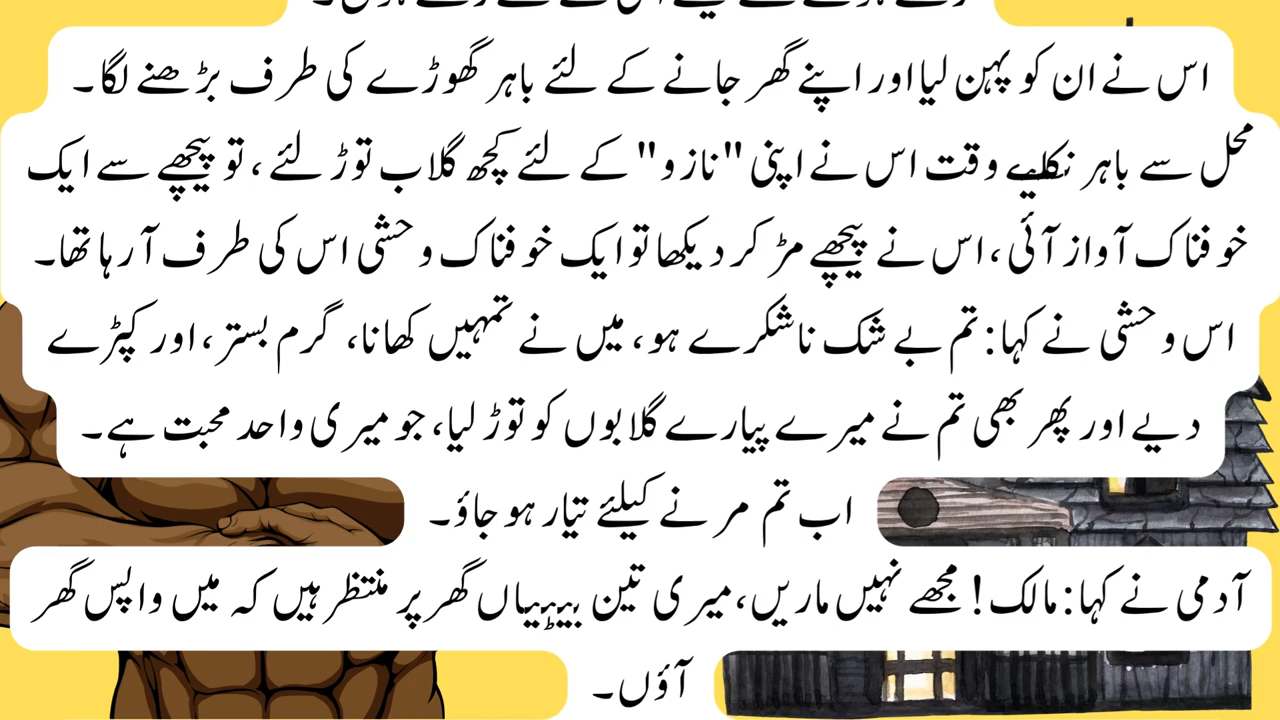 اس نے ان کو پہن لیا اور اپنے گھر جانے کے لئے باہر گھوڑے کی طرف بڑھنے لگا۔
محل سے باہر نکلتے وقت اس نے اپنی "نازو" کے لئے کچھ گلاب توڑ لئے، تو پیچھے سے ایک
خوفناک آواز آئی، اس نے پیچھے مڑ کر دیکھا تو ایک خوفناک وحشی اس کی طرف آ رہا تھا۔
اس وحشی نے کہا: تم بے شک ناشکرے ہو، میں نے تمہیں کھانا، گرم بستر، اور کپڑے
دیے اور پھر بھی تم نے میرے پیارے گلابوں کو توڑ لیا، جو میری واحد محبت ہے۔
اب تم مرنے کیلئے تیار ہو جاؤ۔
آدمی نے کہا: مالک! مجھے نہیں ماریں، میری تین بیٹیاں گھر پر منتظر ہیں کہ میں واپس گھر
آؤں۔